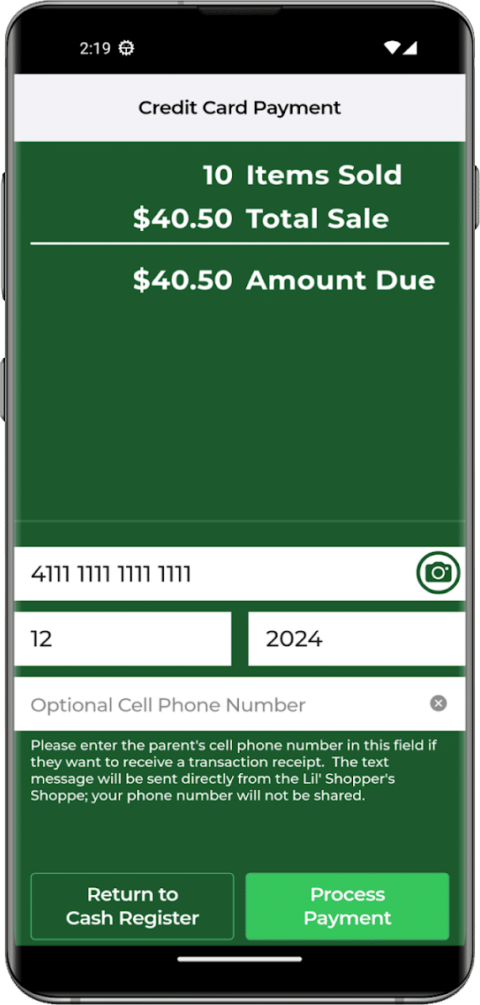 2:19
Credit Card Payment
10 Items Sold
$40.50 Total Sale
$40.50 Amount Due
4111 1111 1111 1111
12
2024
Optional Cell Phone Number
Please enter the parent's cell phone number in this field if
they want to receive a transaction receipt.  The text
message will be sent directly from the Lil' Shopper's
Shoppe; your phone number will not be shared.
Return to
Cash Register
Process
Payment